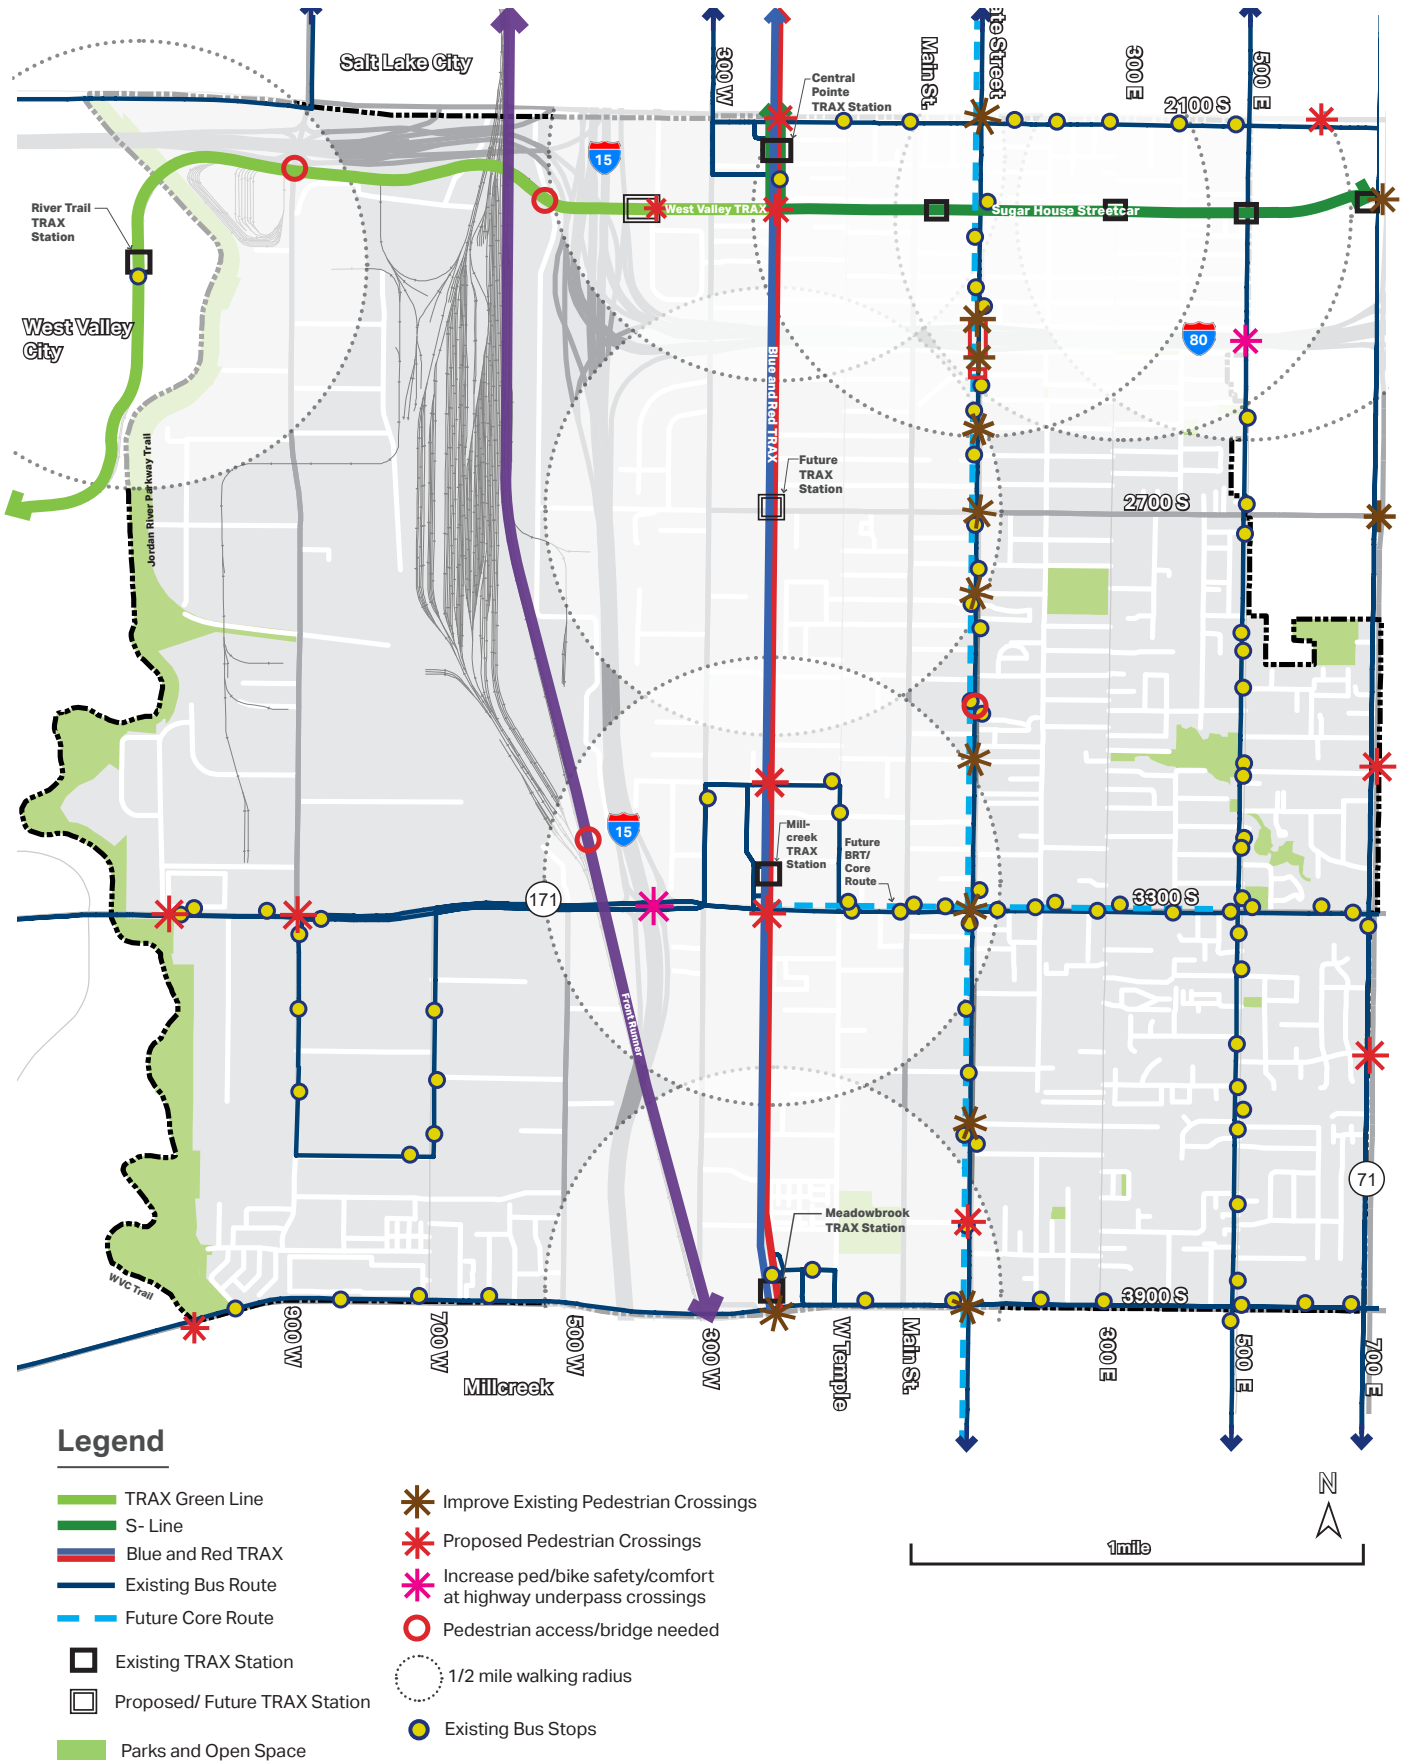 Salt Lake City
300 W
Central
Pointe
TRAX Station
Main St.
ate Street
300 E
500 E
2100 S
15
River Trail
TRAX
Station
West Valley TRAX
Sugar House Streetcar
West Valley
City
80
Blue and Red TRAX
Jordan River Parkway Trail
Future
TRAX
Station
2700 S
15
Mill-
creek
TRAX
Station
Future
BRT/
Core
Route
171
3300 S
Front Runner
71
Meadowbrook
TRAX Station
WVC Trail
3900 S
900 W
700 W
500 W
300 W
W Temple
Main St.
300 E
500 E
700 E
Millcreek
Legend
TRAX Green Line
S- Line
Blue and Red TRAX
Existing Bus Route
Future Core Route
Existing TRAX Station
Proposed/ Future TRAX Station
Parks and Open Space
Improve Existing Pedestrian Crossings
Proposed Pedestrian Crossings
Increase ped/bike safety/comfort
at highway underpass crossings
Pedestrian access/bridge needed
1/2 mile walking radius
Existing Bus Stops
N
1mile